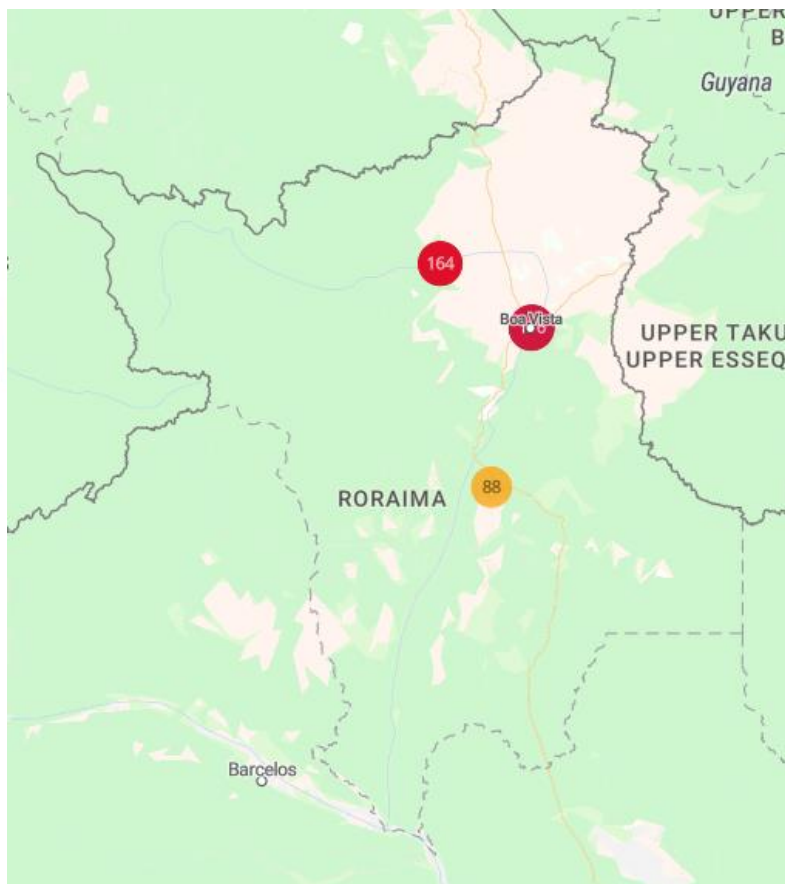 UPPER
B
Guyana
164
Boa Vista
UPPER TAKU
UPPER ESSEQ
88
RORAIMA
Barcelos